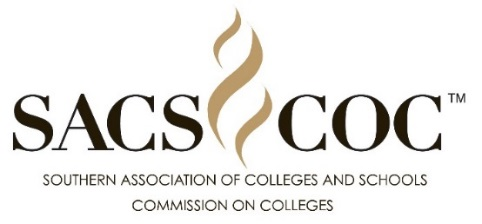 SACS COC™
SOUTHERN ASSOCIATION OF COLLEGES AND SCHOOLS
COMMISSION ON COLLEGES